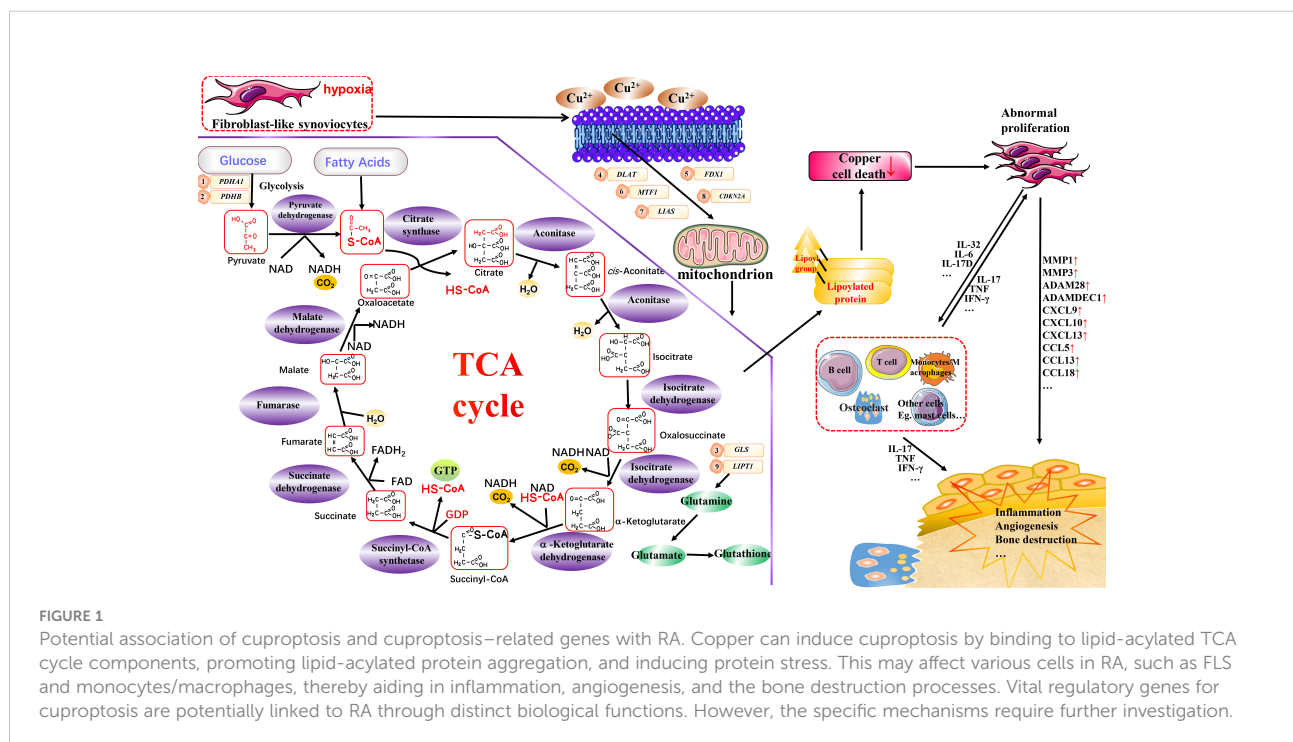 hypoxia
Fibroblast-like synoviocytes
Cu2+
Cu2+
Cu2+
4 DLAT
5 FDX1
6 MTF1
8 CDKN2A
7 LIAS
mitochondrion
Glucose
Fatty Acids
1 PDHA1
2 PDHB
Glycolysis
Pyruvate
dehydrogenase
HO
O
O
CH3
Pyruvate
NAD
NADH
CO2
O
C-CH3
S-CoA
Citrate
synthase
HS-CoA
Citrate
Aconitase
H2O
cis-Aconitate
Aconitase
H2O
Isocitrate
Isocitrate
dehydrogenase
Oxalosuccinate
NADH
NAD
CO2
Isocitrate
dehydrogenase
α-Ketoglutarate
NADH
CO2
NAD
HS-CoA
α -Ketoglutarate
dehydrogenase
S-CoA
Succinyl-CoA
GTP
HS-CoA
GDP
Succinyl-CoA
synthetase
Succinate
Succinate
dehydrogenase
FADH2
FAD
Fumarate
H2O
Fumarase
Malate
Malate
dehydrogenase
NADH
NAD
Oxaloacetate
TCA
cycle
3 GLS
9 LIPT1
Glutamine
Glutamate
Glutathione
Lipoyl
group
Lipoylated
protein
Copper
cell death↓
Abnormal
proliferation
IL-32
IL-6
IL-17D
…
IL-17
TNF
IFN-γ
…
MMP1↑
MMP3↑
ADAM28↑
ADAMDEC1↑
CXCL9↑
CXCL10↑
CXCL13↑
CCL5↑
CCL13↑
CCL18↑
…
B cell
T cell
Monocytes/M
acrophages
Osteoclast
Other cells
Eg. mast cells…
IL-17
TNF
IFN-γ
…
Inflammation
Angiogenesis
Bone destruction
…
FIGURE 1
Potential association of cuproptosis and cuproptosis–related genes with RA. Copper can induce cuproptosis by binding to lipid-acylated TCA
cycle components, promoting lipid-acylated protein aggregation, and inducing protein stress. This may affect various cells in RA, such as FLS
and monocytes/macrophages, thereby aiding in inflammation, angiogenesis, and the bone destruction processes. Vital regulatory genes for
cuproptosis are potentially linked to RA through distinct biological functions. However, the specific mechanisms require further investigation.